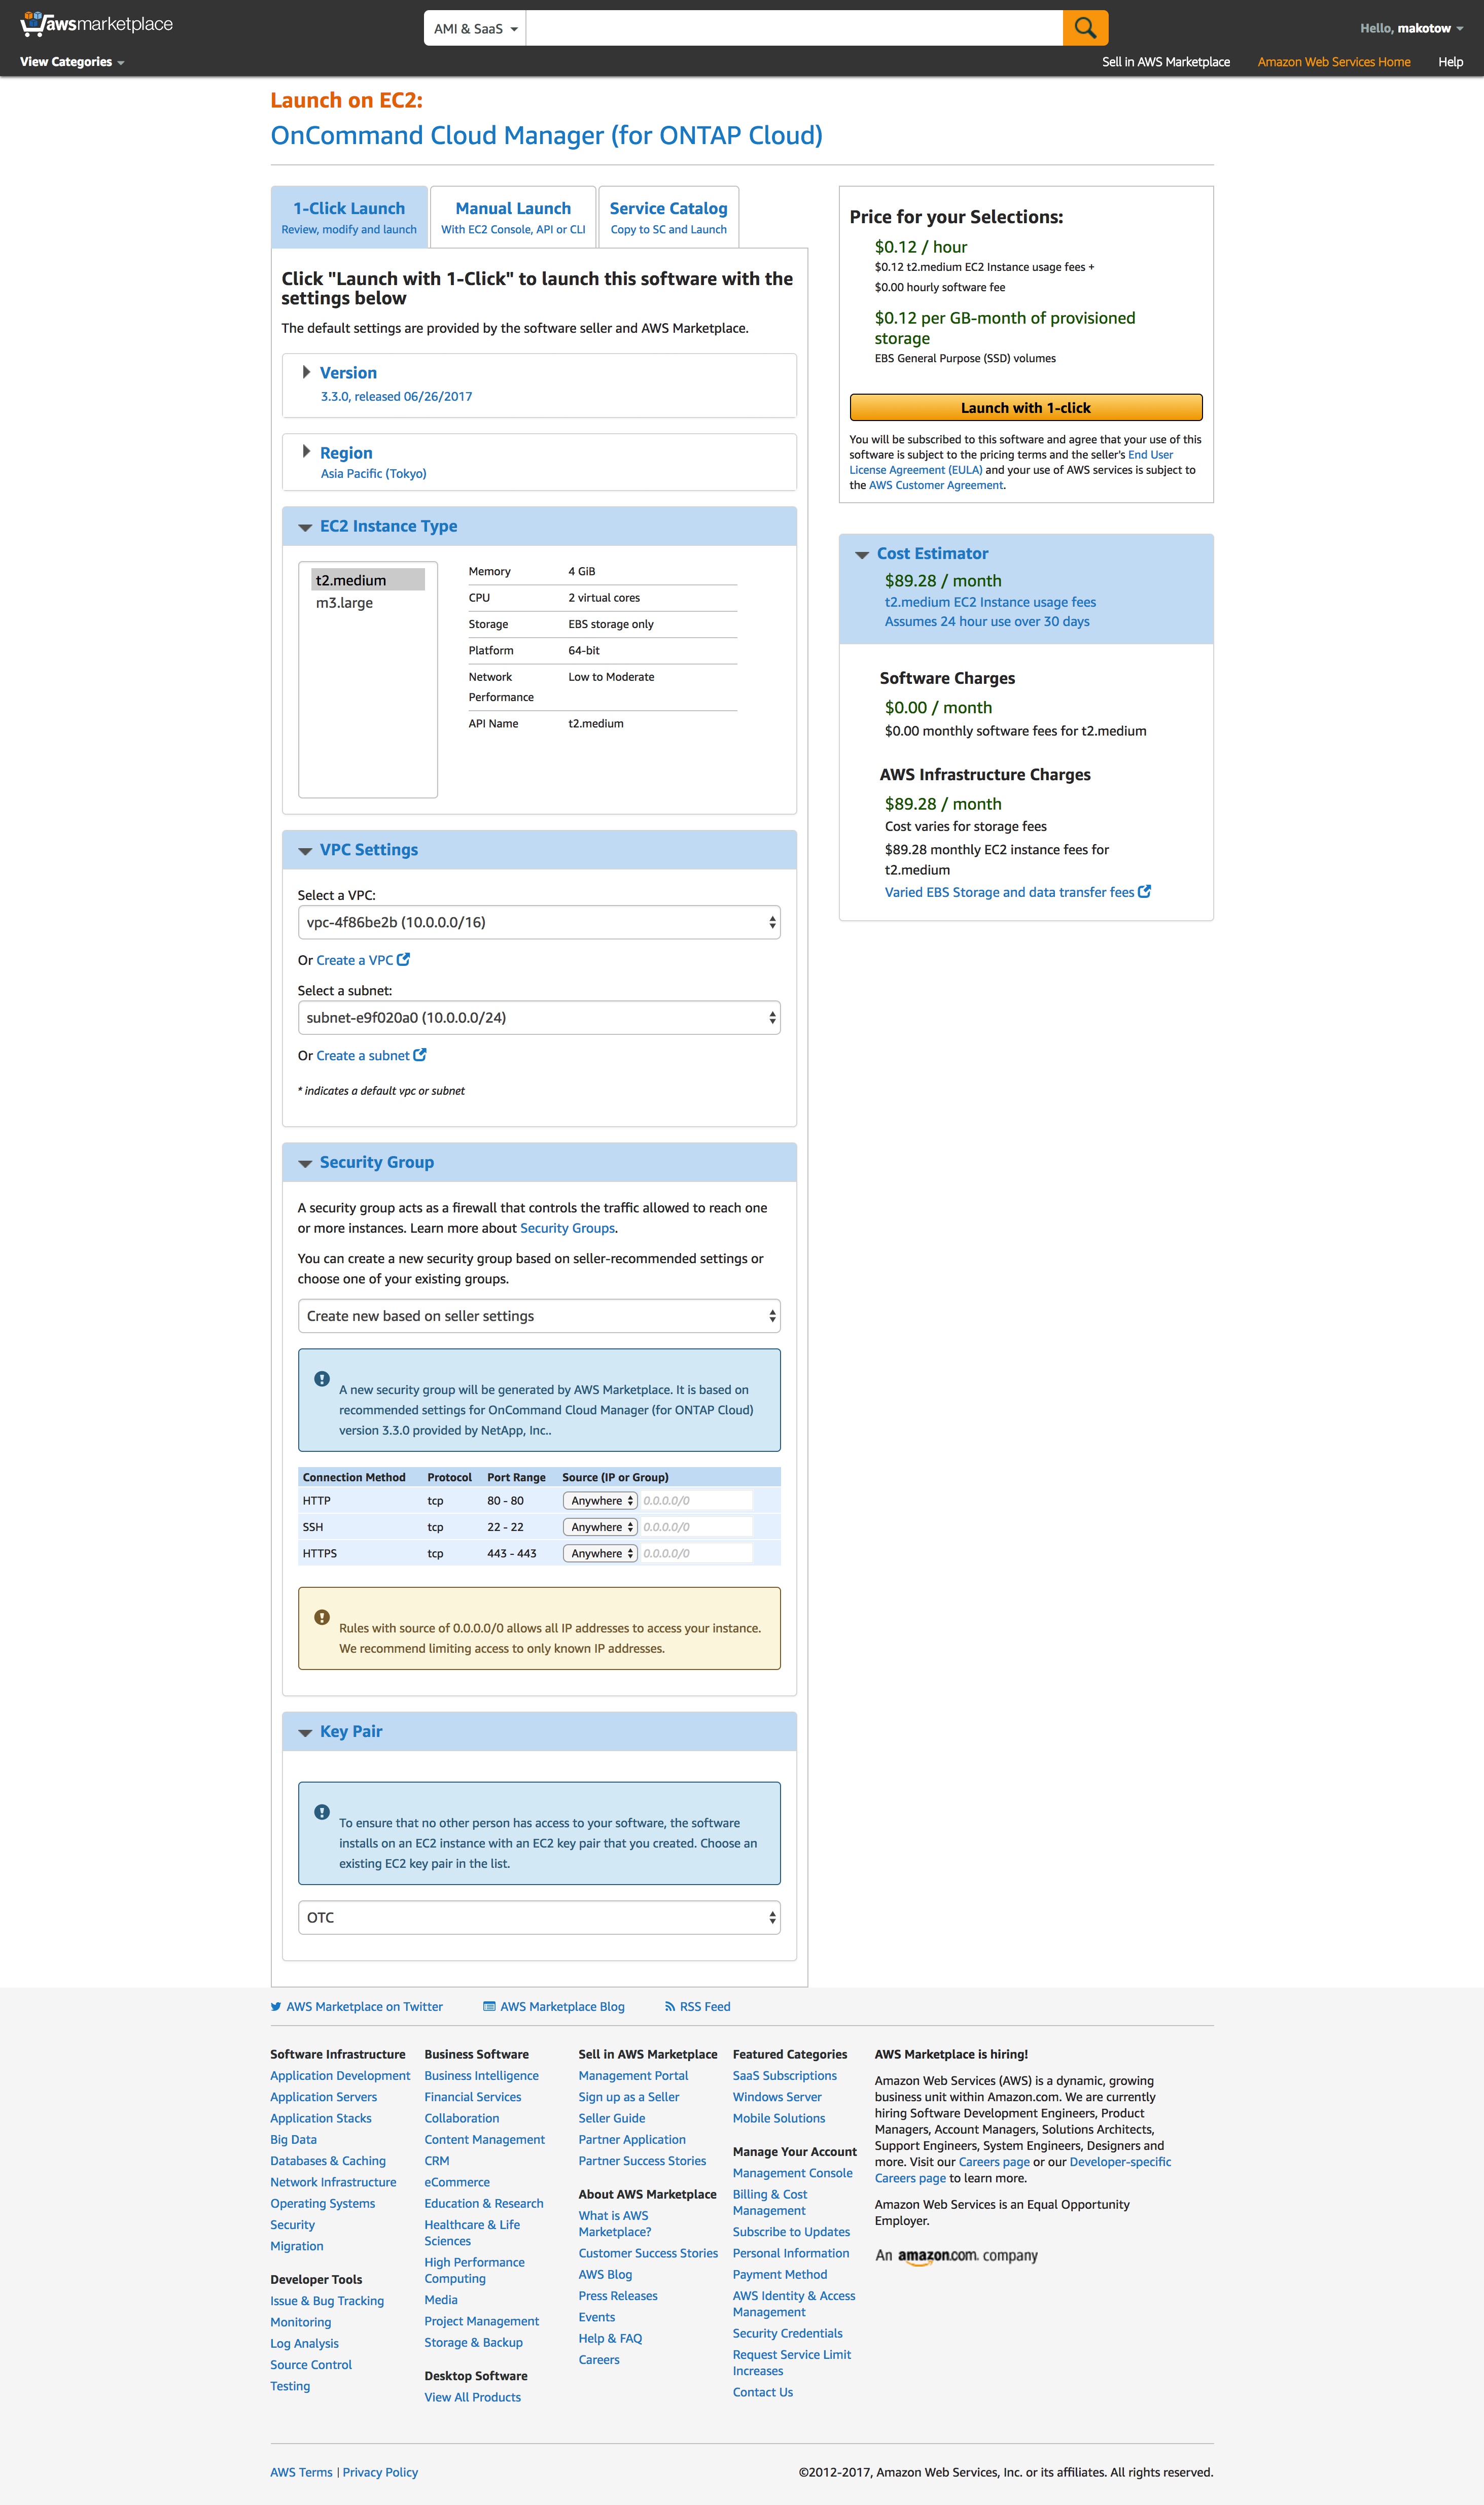 awsmarketplace
AMI & SaaS
Hello, makotow
View Categories
Sell in AWS Marketplace
Amazon Web Services Home
Help
Launch on EC2:
OnCommand Cloud Manager (for ONTAP Cloud)
1-Click Launch
Review, modify and launch
Manual Launch
With EC2 Console, API or CLI
Service Catalog
Copy to SC and Launch
Click "Launch with 1-Click" to launch this software with the
settings below
The default settings are provided by the software seller and AWS Marketplace.
Version
3.3.0, released 06/26/2017
Region
Asia Pacific (Tokyo)
EC2 Instance Type
t2.medium
m3.large
Memory 4 GiB
CPU 2 virtual cores
Storage EBS storage only
Platform 64-bit
Network Low to Moderate
Performance
API Name t2.medium
VPC Settings
Select a VPC:
vpc-4f86be2b (10.0.0.0/16)
Or Create a VPC
Select a subnet:
subnet-e9f020a0 (10.0.0.0/24)
Or Create a subnet
* indicates a default vpc or subnet
Security Group
A security group acts as a firewall that controls the traffic allowed to reach one
or more instances. Learn more about Security Groups.
You can create a new security group based on seller-recommended settings or
choose one of your existing groups.
Create new based on seller settings
A new security group will be generated by AWS Marketplace. It is based on
recommended settings for OnCommand Cloud Manager (for ONTAP Cloud)
version 3.3.0 provided by NetApp, Inc..
Connection Method Protocol Port Range Source (IP or Group)
HTTP tcp 80 - 80 Anywhere 0.0.0.0/0
SSH tcp 22 - 22 Anywhere 0.0.0.0/0
HTTPS tcp 443 - 443 Anywhere 0.0.0.0/0
Rules with source of 0.0.0.0/0 allows all IP addresses to access your instance.
We recommend limiting access to only known IP addresses.
Key Pair
To ensure that no other person has access to your software, the software
installs on an EC2 instance with an EC2 key pair that you created. Choose an
existing EC2 key pair in the list.
OTC
Price for your Selections:
$0.12 / hour
$0.12 t2.medium EC2 Instance usage fees +
$0.00 hourly software fee
$0.12 per GB-month of provisioned
storage
EBS General Purpose (SSD) volumes
Launch with 1-click
You will be subscribed to this software and agree that your use of this
software is subject to the pricing terms and the seller's End User
License Agreement (EULA) and your use of AWS services is subject to
the AWS Customer Agreement.
Cost Estimator
$89.28 / month
t2.medium EC2 Instance usage fees
Assumes 24 hour use over 30 days
Software Charges
$0.00 / month
$0.00 monthly software fees for t2.medium
AWS Infrastructure Charges
$89.28 / month
Cost varies for storage fees
$89.28 monthly EC2 instance fees for
t2.medium
Varied EBS Storage and data transfer fees
AWS Marketplace on Twitter
AWS Marketplace Blog
RSS Feed
Software Infrastructure
Application Development
Application Servers
Application Stacks
Big Data
Databases & Caching
Network Infrastructure
Operating Systems
Security
Migration
Developer Tools
Issue & Bug Tracking
Monitoring
Log Analysis
Source Control
Testing
Business Software
Business Intelligence
Financial Services
Collaboration
Content Management
CRM
eCommerce
Education & Research
Healthcare & Life
Sciences
High Performance
Computing
Media
Project Management
Storage & Backup
Desktop Software
View All Products
Sell in AWS Marketplace
Management Portal
Sign up as a Seller
Seller Guide
Partner Application
Partner Success Stories
About AWS Marketplace
What is AWS
Marketplace?
Customer Success Stories
AWS Blog
Press Releases
Events
Help & FAQ
Careers
Featured Categories
SaaS Subscriptions
Windows Server
Mobile Solutions
Manage Your Account
Management Console
Billing & Cost
Management
Subscribe to Updates
Personal Information
Payment Method
AWS Identity & Access
Management
Security Credentials
Request Service Limit
Increases
Contact Us
AWS Marketplace is hiring!
Amazon Web Services (AWS) is a dynamic, growing
business unit within Amazon.com. We are currently
hiring Software Development Engineers, Product
Managers, Account Managers, Solutions Architects,
Support Engineers, System Engineers, Designers and
more. Visit our Careers page or our Developer-specific
Careers page to learn more.
Amazon Web Services is an Equal Opportunity
Employer.
An amazon.com. company
AWS Terms | Privacy Policy
©2012-2017, Amazon Web Services, Inc. or its affiliates. All rights reserved.